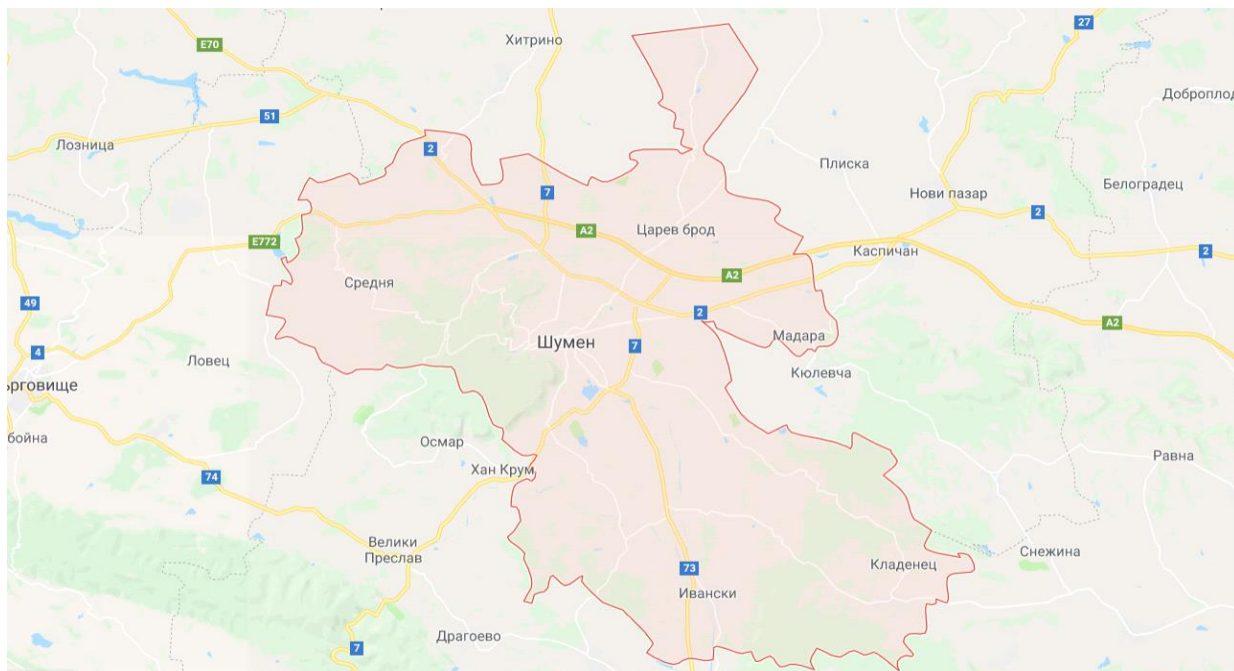 27
Хитрино
E70
Доброплод
51
Лозница
2
Плиска
7
Белоградец
Нови пазар
2
A2
Царев брод
E772
Каспичан
2
A2
Средня
49
2
A2
Мадара
Шумен
7
4
Ловец
Кюлевча
ърговище
бойна
Осмар
Равна
Хан Крум
74
Велики
Преслав
Снежина
Кладенец
73
Ивански
Драгоево
7